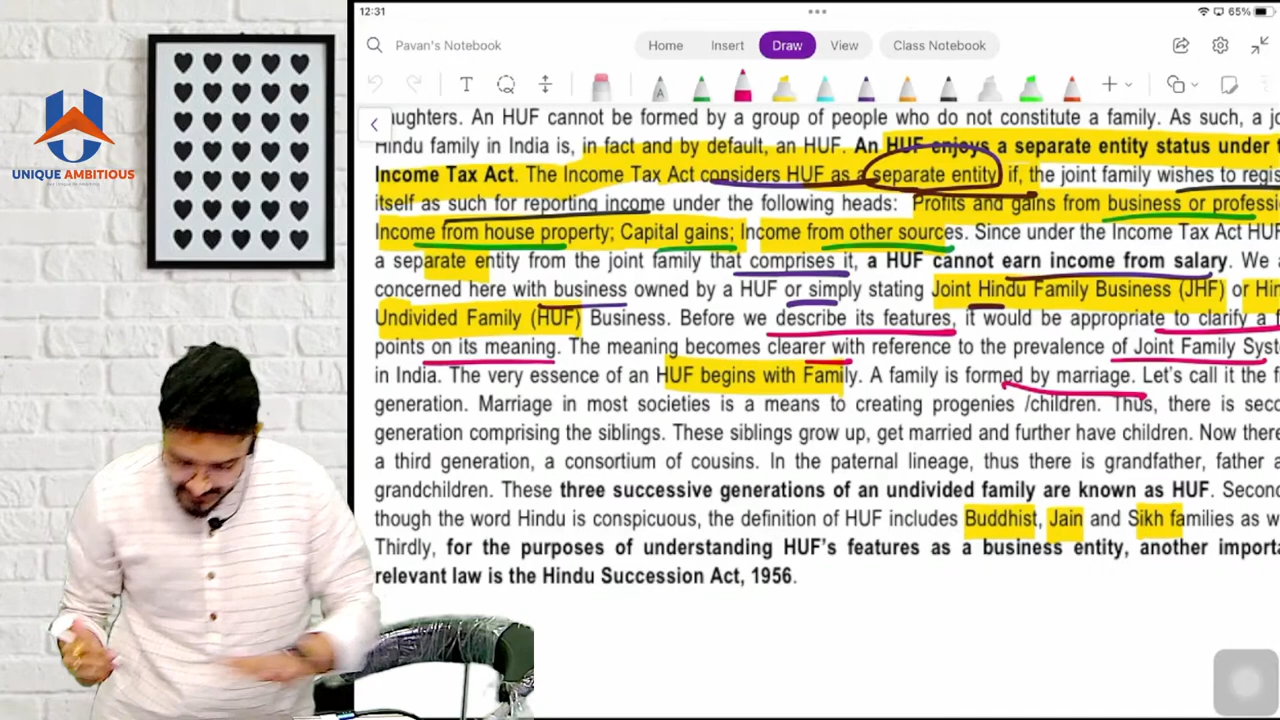 12:31
65%
Pavan's Notebook
Home Insert Draw View Class Notebook
UNIQUE AMBITIOUS
aughters. An HUF cannot be formed by a group of people who do not constitute a family. As such, a
Hindu family in India is, in fact and by default, an HUF. An HUF enjoys a separate entity status under
Income Tax Act. The Income Tax Act considers HUF as a separate entity if, the joint family wishes to regis
itself as such for reporting income under the following heads: Profits and gains from business or professi
Income from house property; Capital gains; Income from other sources. Since under the Income Tax Act HUF
a separate entity from the joint family that comprises it, a HUF cannot earn income from salary. We a
concerned here with business owned by a HUF or simply stating Joint Hindu Family Business (JHF) or Hin
Undivided Family (HUF) Business. Before we describe its features, it would be appropriate to clarify a f
points on its meaning. The meaning becomes clearer with reference to the prevalence of Joint Family Syst
in India. The very essence of an HUF begins with Family. A family is formed by marriage. Let's call it the fi
generation. Marriage in most societies is a means to creating progenies /children. Thus, there is seco
generation comprising the siblings. These siblings grow up, get married and further have children. Now there
a third generation, a consortium of cousins. In the paternal lineage, thus there is grandfather, father a
grandchildren. These three successive generations of an undivided family are known as HUF. Second
though the word Hindu is conspicuous, the definition of HUF includes Buddhist, Jain and Sikh families as w
Thirdly, for the purposes of understanding HUF's features as a business entity, another importa
relevant law is the Hindu Succession Act, 1956.